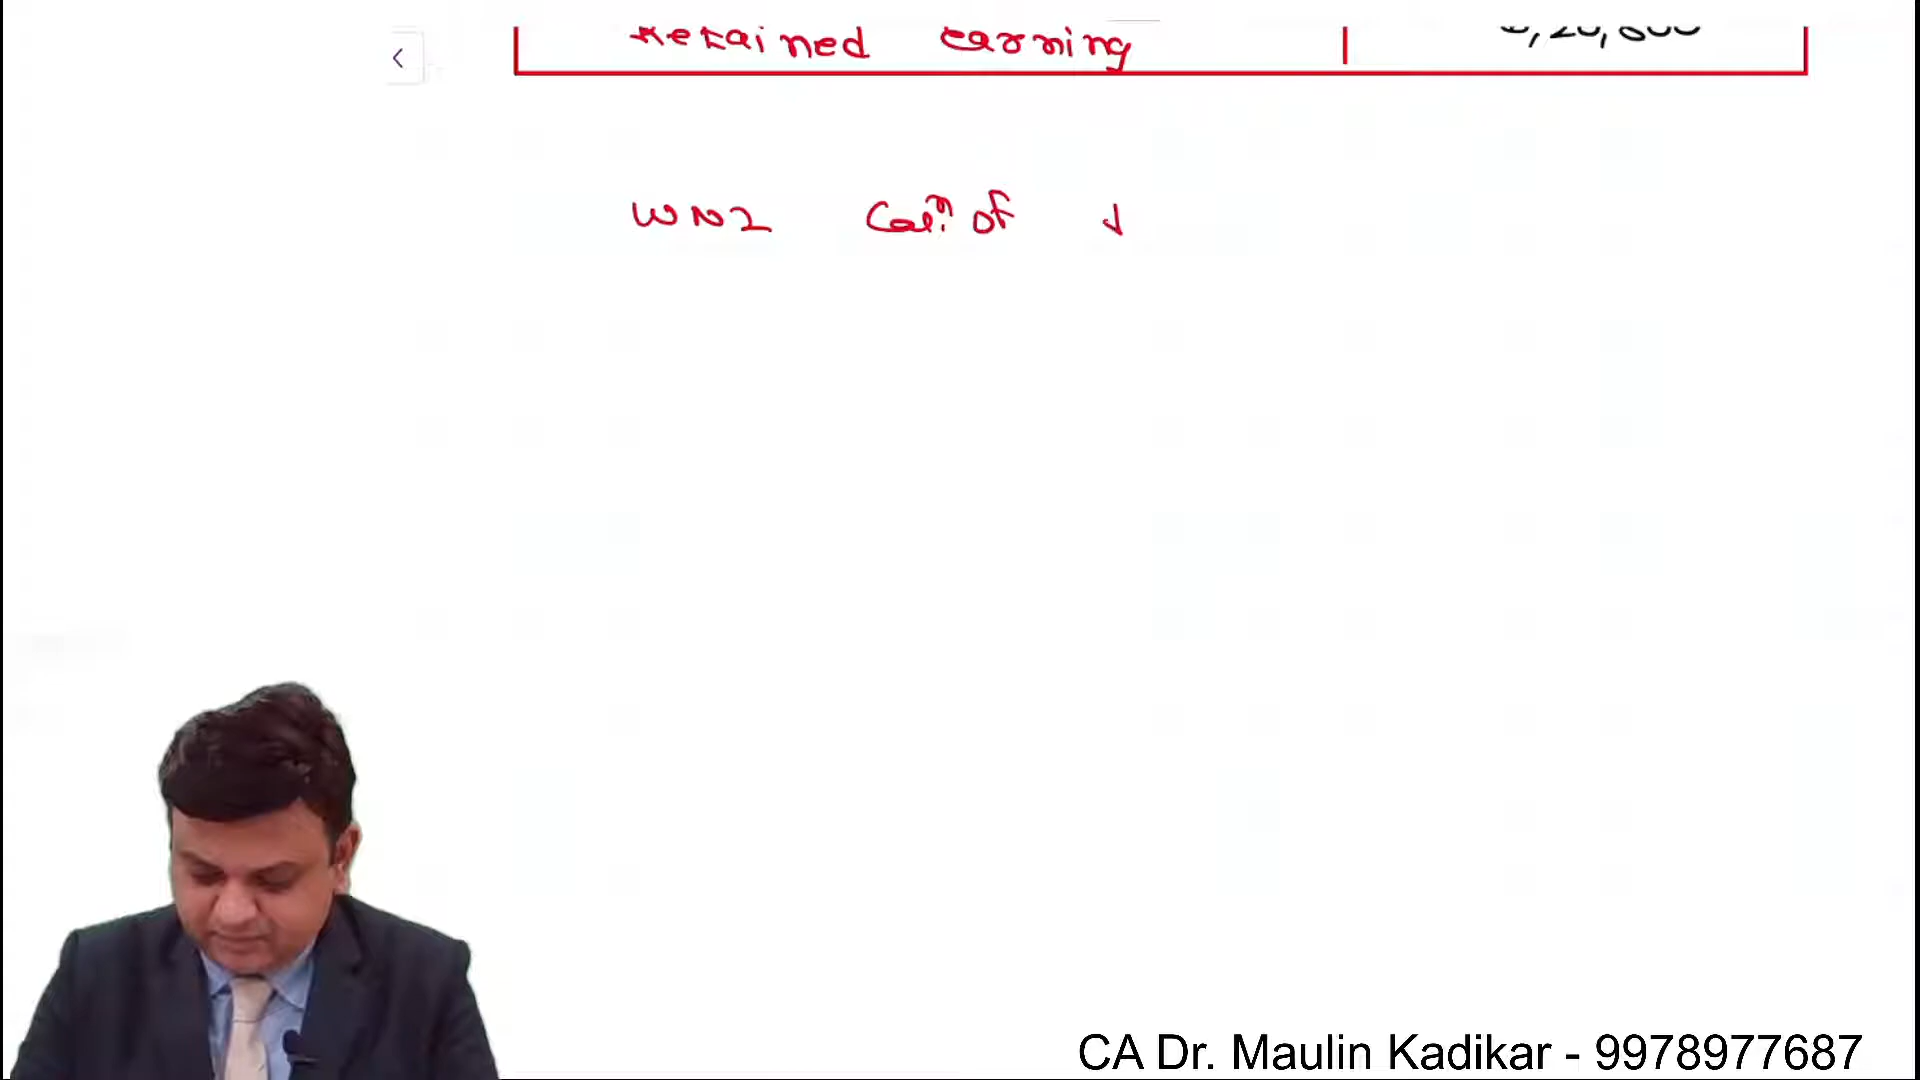 Retained earning
WN2 Calⁿ of
CA Dr. Maulin Kadikar - 9978977687